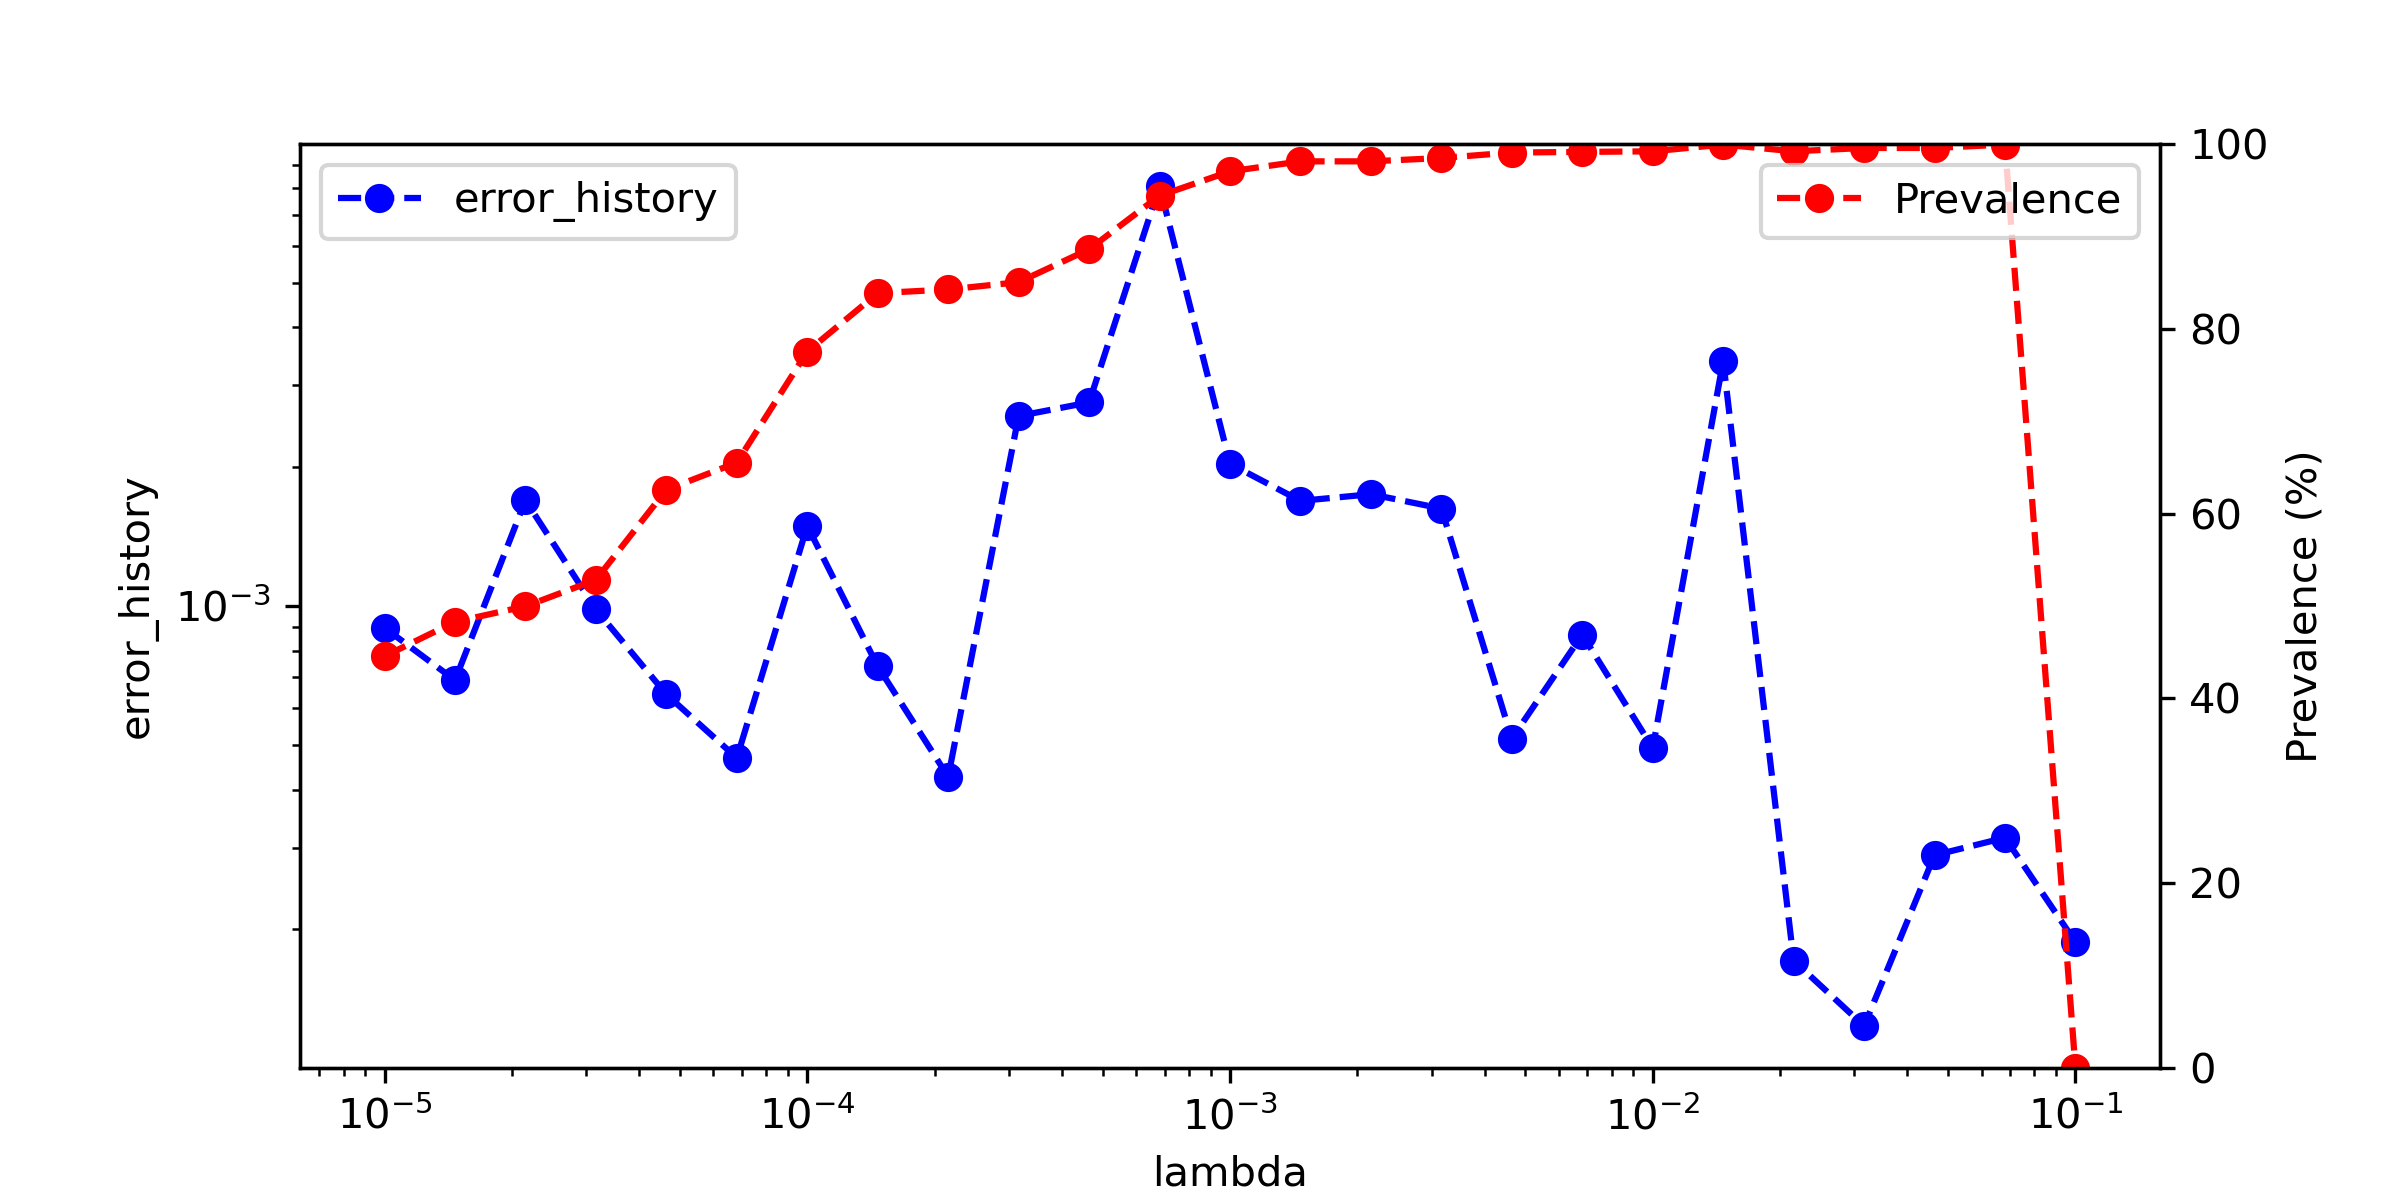 error_history
Prevalence
100
80
60
40
20
0
10⁻³
error_history
Prevalence (%)
10⁻⁵ 10⁻⁴ 10⁻³ 10⁻² 10⁻¹
lambda